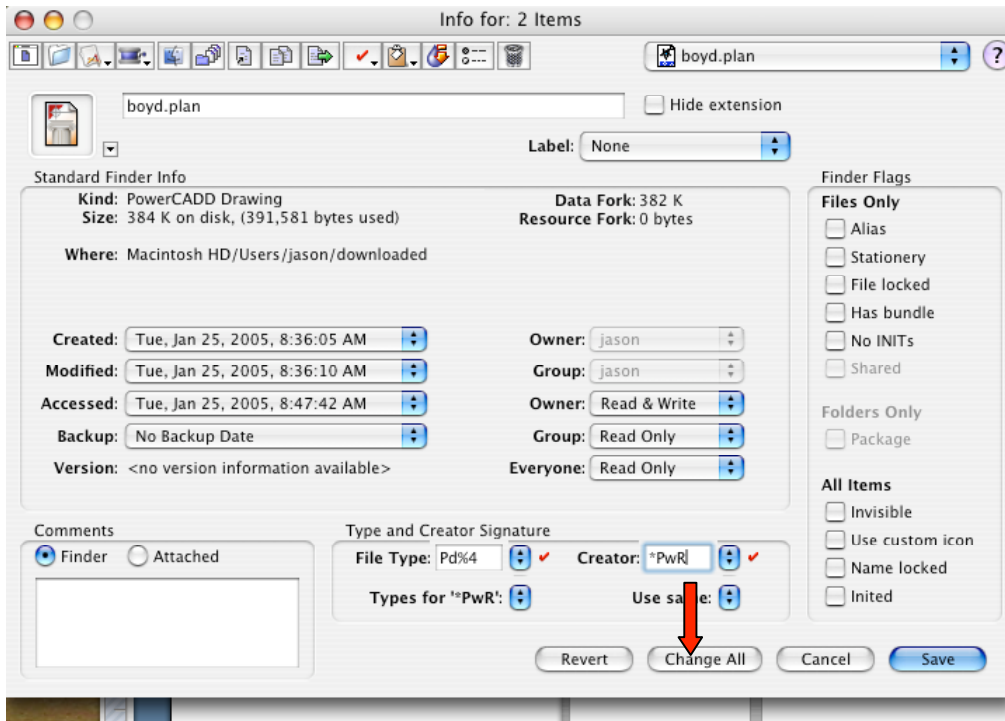 Info for: 2 Items
boyd.plan
?
boyd.plan
Hide extension
Label: None
Standard Finder Info
Kind: PowerCADD Drawing
Size: 384 K on disk, (391,581 bytes used)
Data Fork: 382 K
Resource Fork: 0 bytes
Where: Macintosh HD/Users/jason/downloaded
Created: Tue, Jan 25, 2005, 8:36:05 AM
Modified: Tue, Jan 25, 2005, 8:36:10 AM
Accessed: Tue, Jan 25, 2005, 8:47:42 AM
Backup: No Backup Date
Version: <no version information available>
Owner: jason
Group: jason
Owner: Read & Write
Group: Read Only
Everyone: Read Only
Finder Flags
Files Only
Alias
Stationery
File locked
Has bundle
No INITs
Shared
Folders Only
Package
All Items
Invisible
Use custom icon
Name locked
Inited
Comments
Finder Attached
Type and Creator Signature
File Type: Pd%4 Creator: *PwR
Types for '*PwR': Use same:
Revert Change All Cancel Save